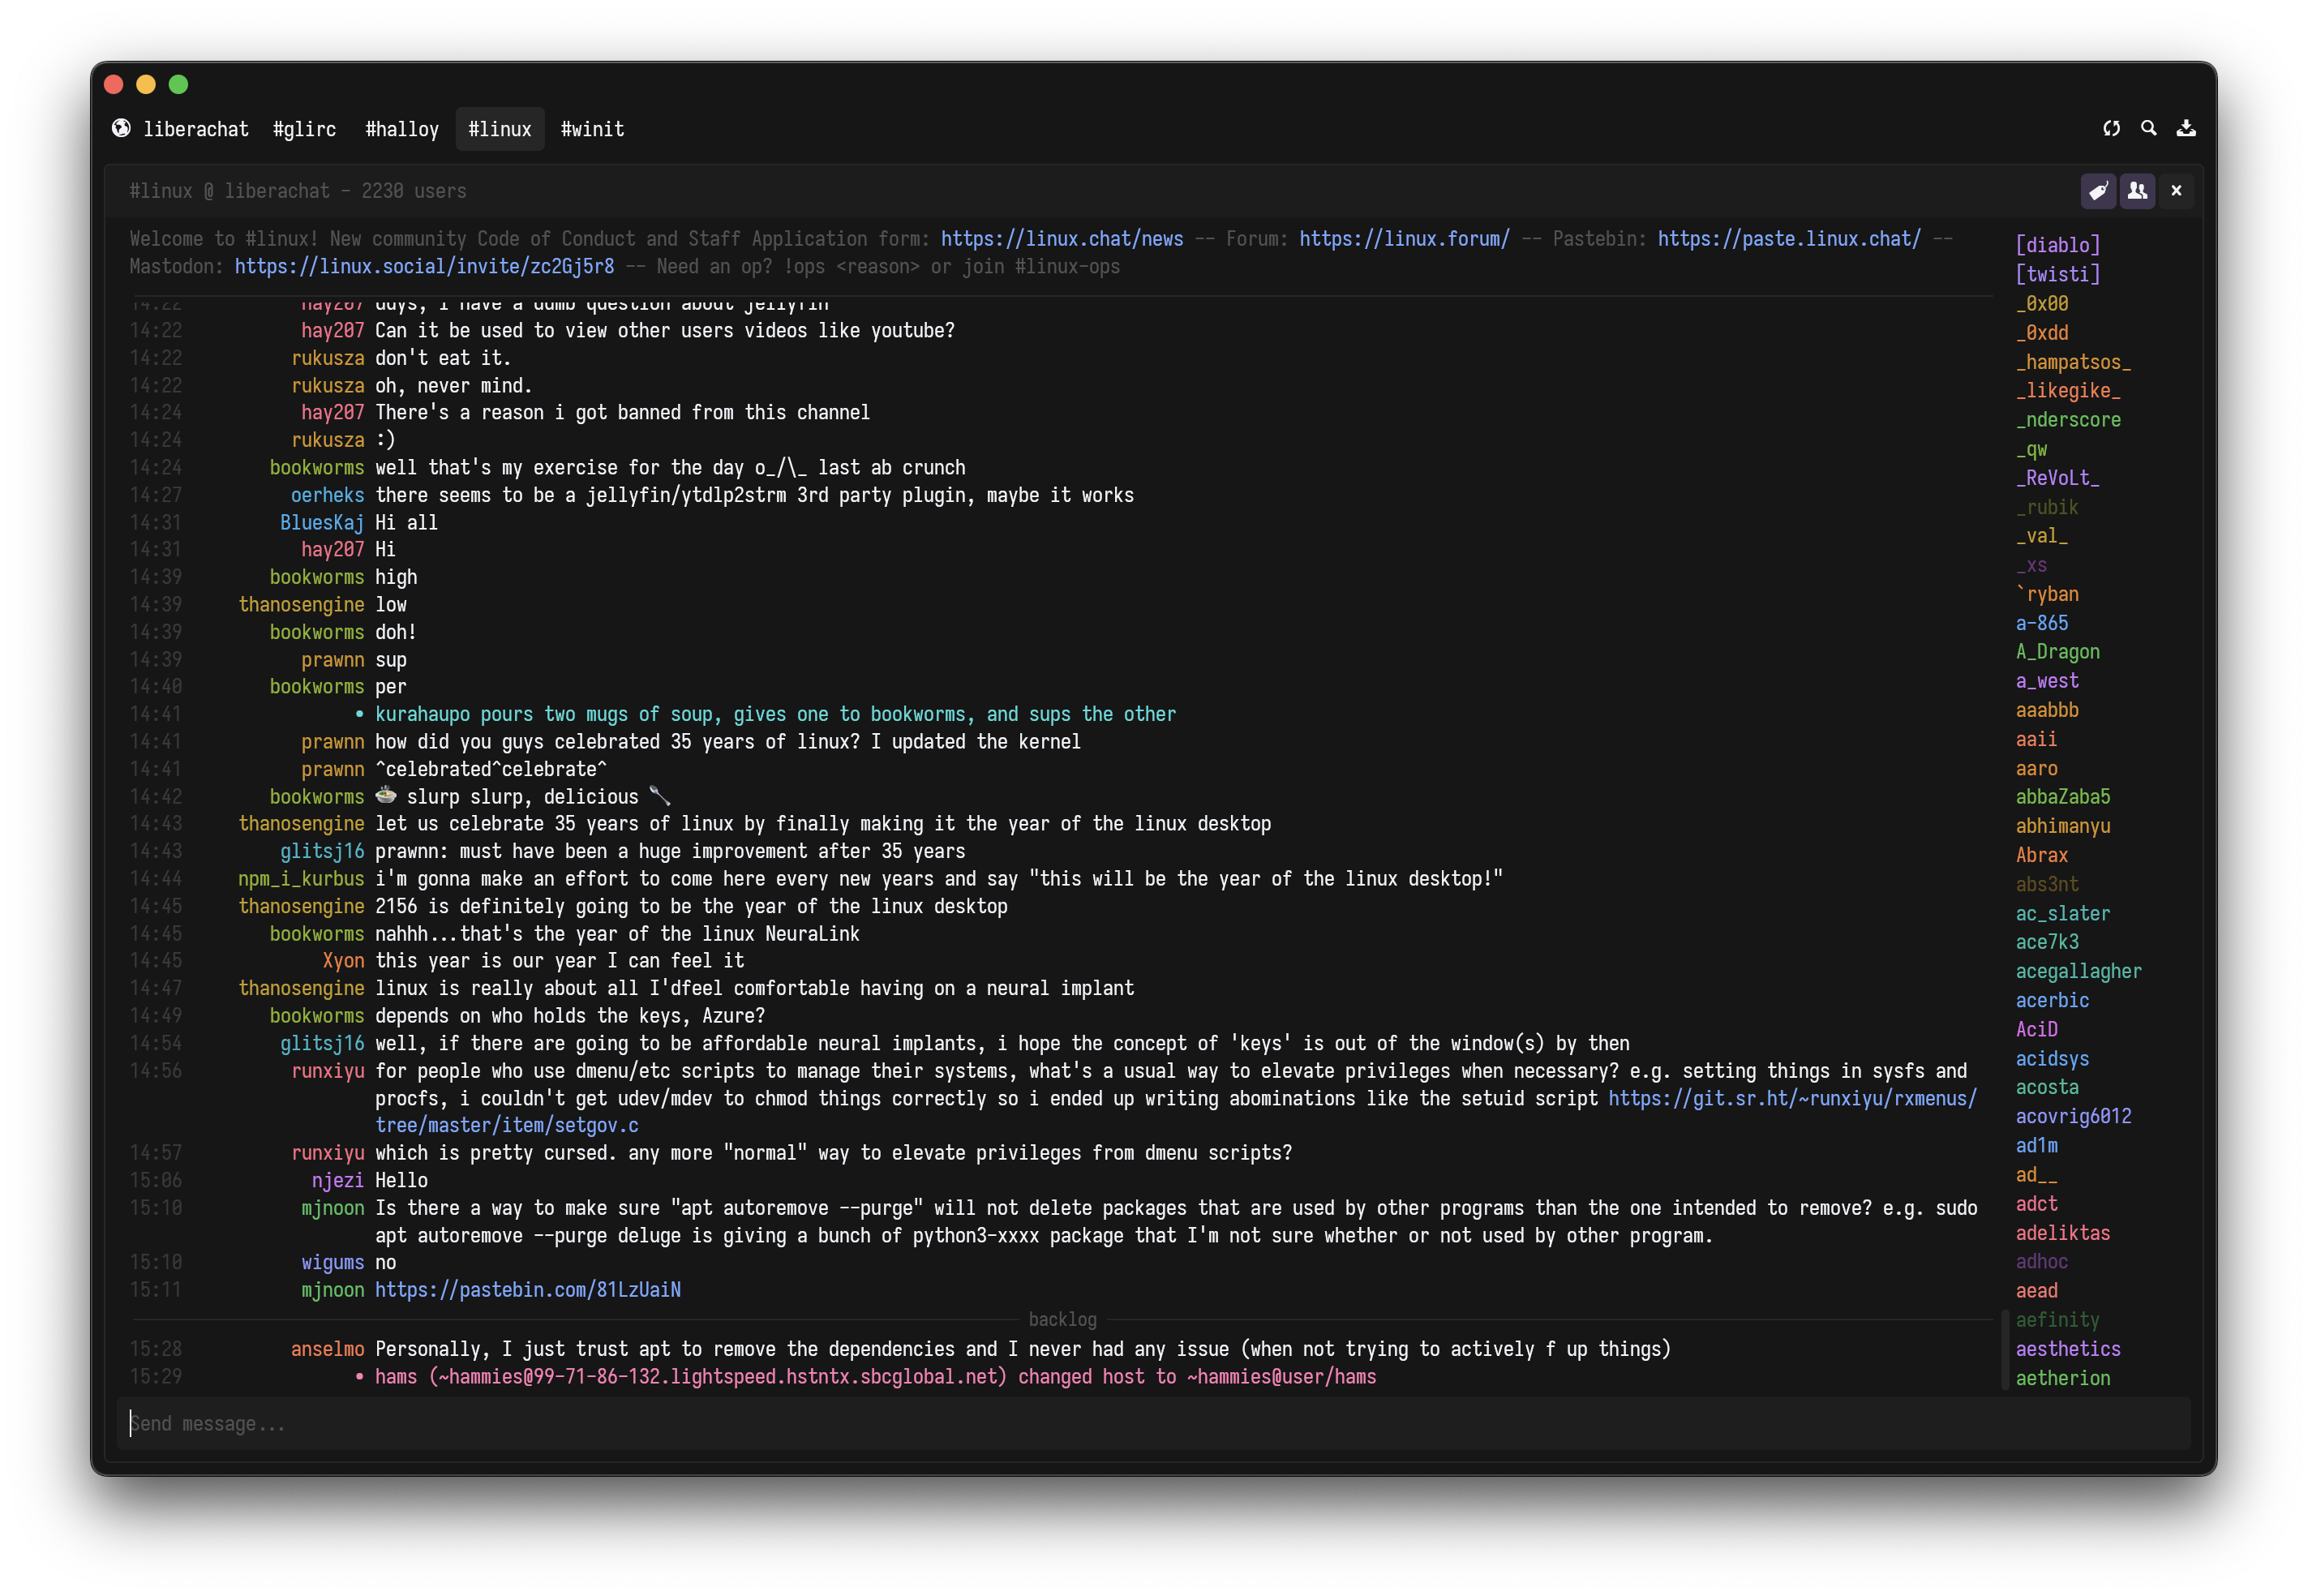 liberachat #glirc #halloy #linux #winit
#linux @ liberachat - 2230 users
Welcome to #linux! New community Code of Conduct and Staff Application form: https://linux.chat/news -- Forum: https://linux.forum/ -- Pastebin: https://paste.linux.chat/ --
Mastodon: https://linux.social/invite/zc2Gj5r8 -- Need an op? !ops <reason> or join #linux-ops
14:22 hay207 Guys, i have a dumb question about jellyfin
14:22 hay207 Can it be used to view other users videos like youtube?
14:22 rukusza don't eat it.
14:22 rukusza oh, never mind.
14:24 hay207 There's a reason i got banned from this channel
14:24 rukusza :)
14:24 bookworms well that's my exercise for the day o_/\_ last ab crunch
14:27 oerheks there seems to be a jellyfin/ytdlp2strm 3rd party plugin, maybe it works
14:31 BluesKaj Hi all
14:31 hay207 Hi
14:39 bookworms high
14:39 thanosengine low
14:39 bookworms doh!
14:39 prawnn sup
14:40 bookworms per
14:41 • kurahaupo pours two mugs of soup, gives one to bookworms, and sups the other
14:41 prawnn how did you guys celebrated 35 years of linux? I updated the kernel
14:41 prawnn ^celebrated^celebrate^
14:42 bookworms 🍲 slurp slurp, delicious 🥄
14:43 thanosengine let us celebrate 35 years of linux by finally making it the year of the linux desktop
14:43 glitsj16 prawnn: must have been a huge improvement after 35 years
14:44 npm_i_kurbus i'm gonna make an effort to come here every new years and say "this will be the year of the linux desktop!"
14:45 thanosengine 2156 is definitely going to be the year of the linux desktop
14:45 bookworms nahhh...that's the year of the linux NeuraLink
14:45 Xyon this year is our year I can feel it
14:47 thanosengine linux is really about all I'dfeel comfortable having on a neural implant
14:49 bookworms depends on who holds the keys, Azure?
14:54 glitsj16 well, if there are going to be affordable neural implants, i hope the concept of 'keys' is out of the window(s) by then
14:56 runxiyu for people who use dmenu/etc scripts to manage their systems, what's a usual way to elevate privileges when necessary? e.g. setting things in sysfs and
procfs, i couldn't get udev/mdev to chmod things correctly so i ended up writing abominations like the setuid script https://git.sr.ht/~runxiyu/rxmenus/
tree/master/item/setgov.c
14:57 runxiyu which is pretty cursed. any more "normal" way to elevate privileges from dmenu scripts?
15:06 njezi Hello
15:10 mjnoon Is there a way to make sure "apt autoremove --purge" will not delete packages that are used by other programs than the one intended to remove? e.g. sudo
apt autoremove --purge deluge is giving a bunch of python3-xxxx package that I'm not sure whether or not used by other program.
15:10 wigums no
15:11 mjnoon https://pastebin.com/81LzUaiN
backlog
15:28 anselmo Personally, I just trust apt to remove the dependencies and I never had any issue (when not trying to actively f up things)
15:29 • hams (~hammies@99-71-86-132.lightspeed.hstntx.sbcglobal.net) changed host to ~hammies@user/hams
Send message...
[diablo]
[twisti]
_0x00
_0xdd
_hampatsos_
_likegike_
_nderscore
_qw
_ReVoLt_
_rubik
_val_
_xs
`ryban
a-865
A_Dragon
a_west
aaabbb
aaii
aaro
abbaZaba5
abhimanyu
Abrax
abs3nt
ac_slater
ace7k3
acegallagher
acerbic
AciD
acidsys
acosta
acovrig6012
ad1m
ad__
adct
adeliktas
adhoc
aead
aefinity
aesthetics
aetherion